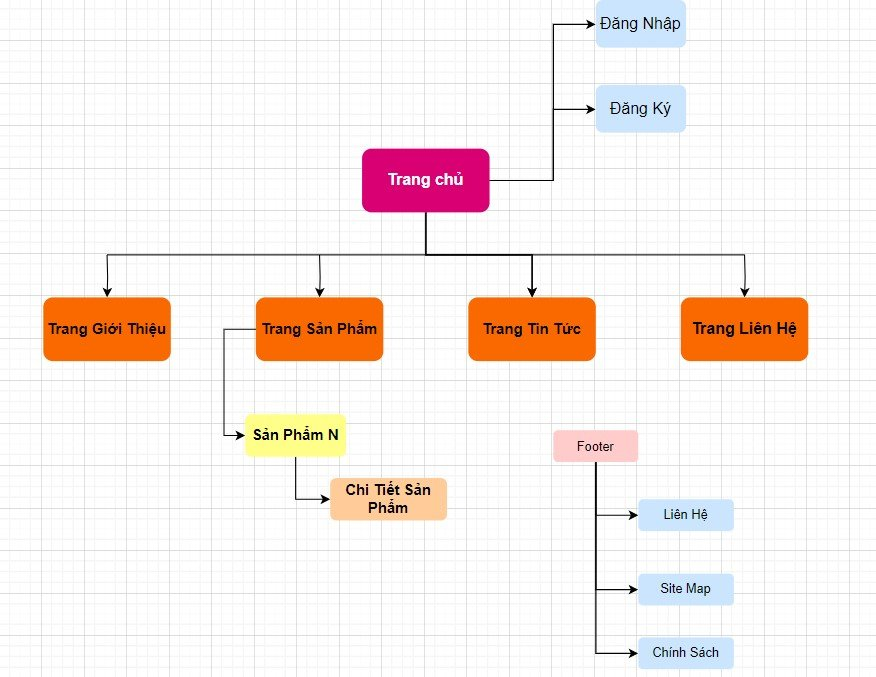 Đăng Nhập
Đăng Ký
Trang chủ
Trang Giới Thiệu
Trang Sản Phẩm
Trang Tin Tức
Trang Liên Hệ
Sản Phẩm N
Chi Tiết Sản
Phẩm
Footer
Liên Hệ
Site Map
Chính Sách